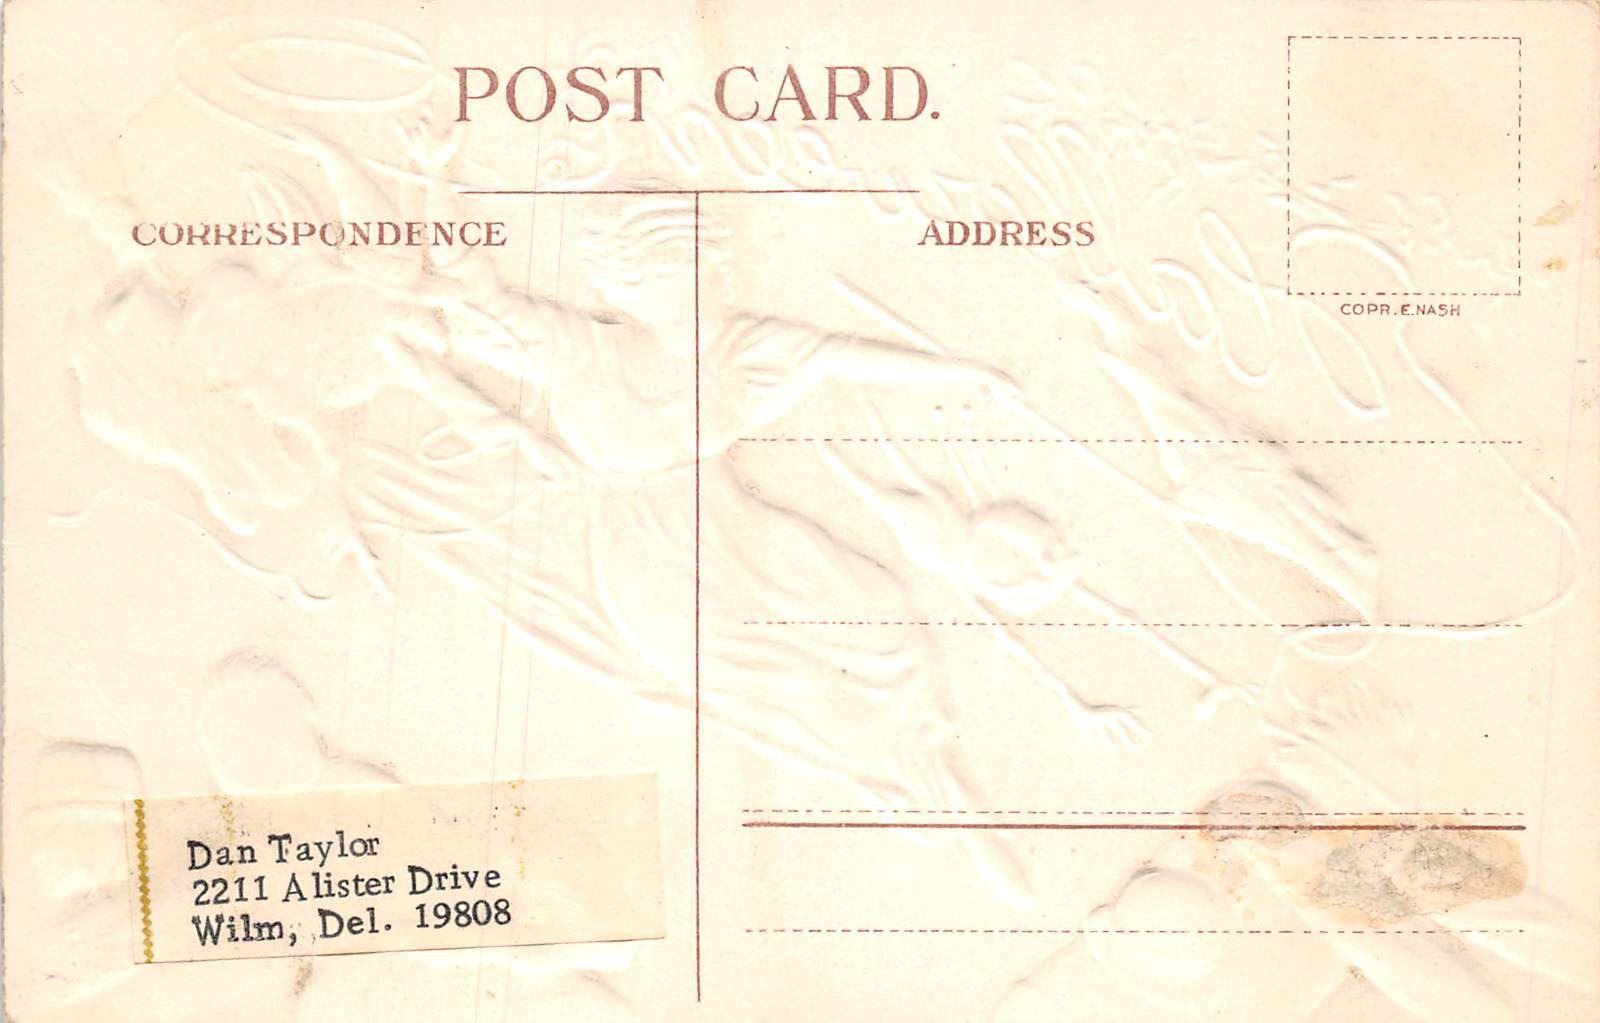 POST CARD.
CORRESPONDENCE
ADDRESS
COPR. E. NASH
Dan Taylor
2211 Alister Drive
Wilm, Del. 19808